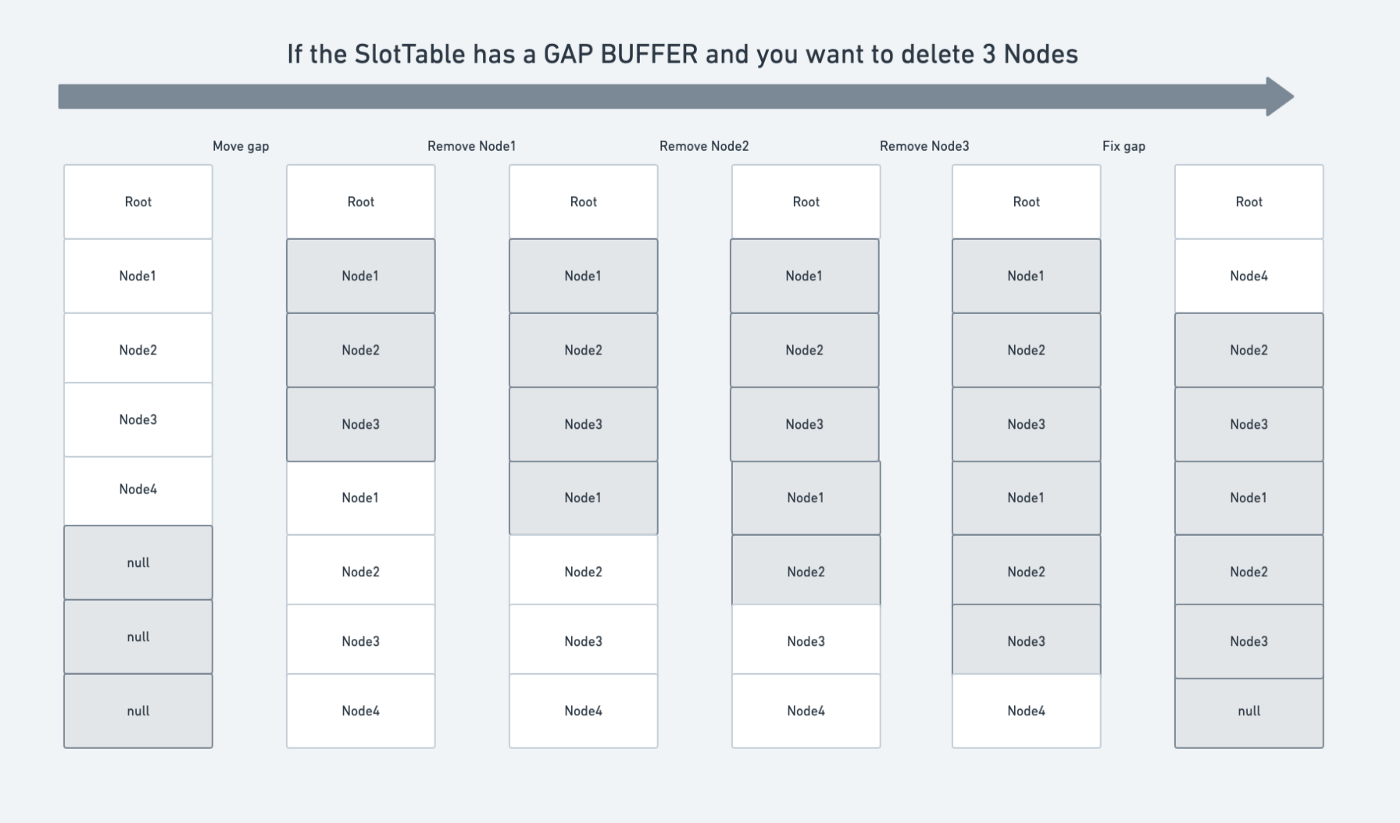 If the SlotTable has a GAP BUFFER and you want to delete 3 Nodes
Move gap
Remove Node1
Remove Node2
Remove Node3
Fix gap
Root
Node1
Node2
Node3
Node4
null
null
null
Root
Node1
Node2
Node3
Node1
Node2
Node3
Node4
Root
Node1
Node2
Node3
Node1
Node2
Node3
Node4
Root
Node1
Node2
Node3
Node1
Node2
Node3
Node4
Root
Node1
Node2
Node3
Node1
Node2
Node3
Node4
Root
Node4
Node2
Node3
Node1
Node2
Node3
null